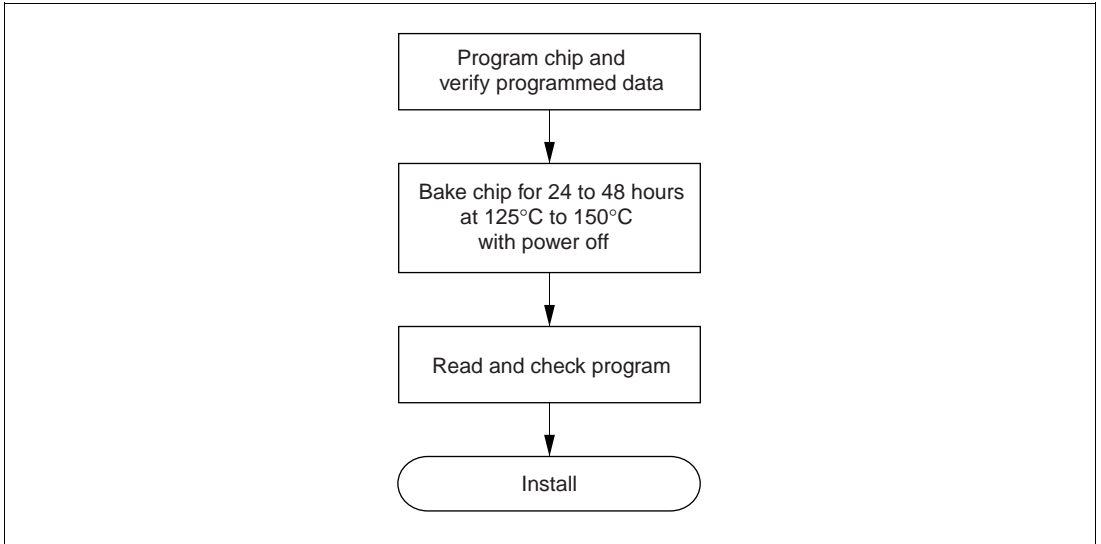 Program chip and
verify programmed data
Bake chip for 24 to 48 hours
at 125°C to 150°C
with power off
Read and check program
Install